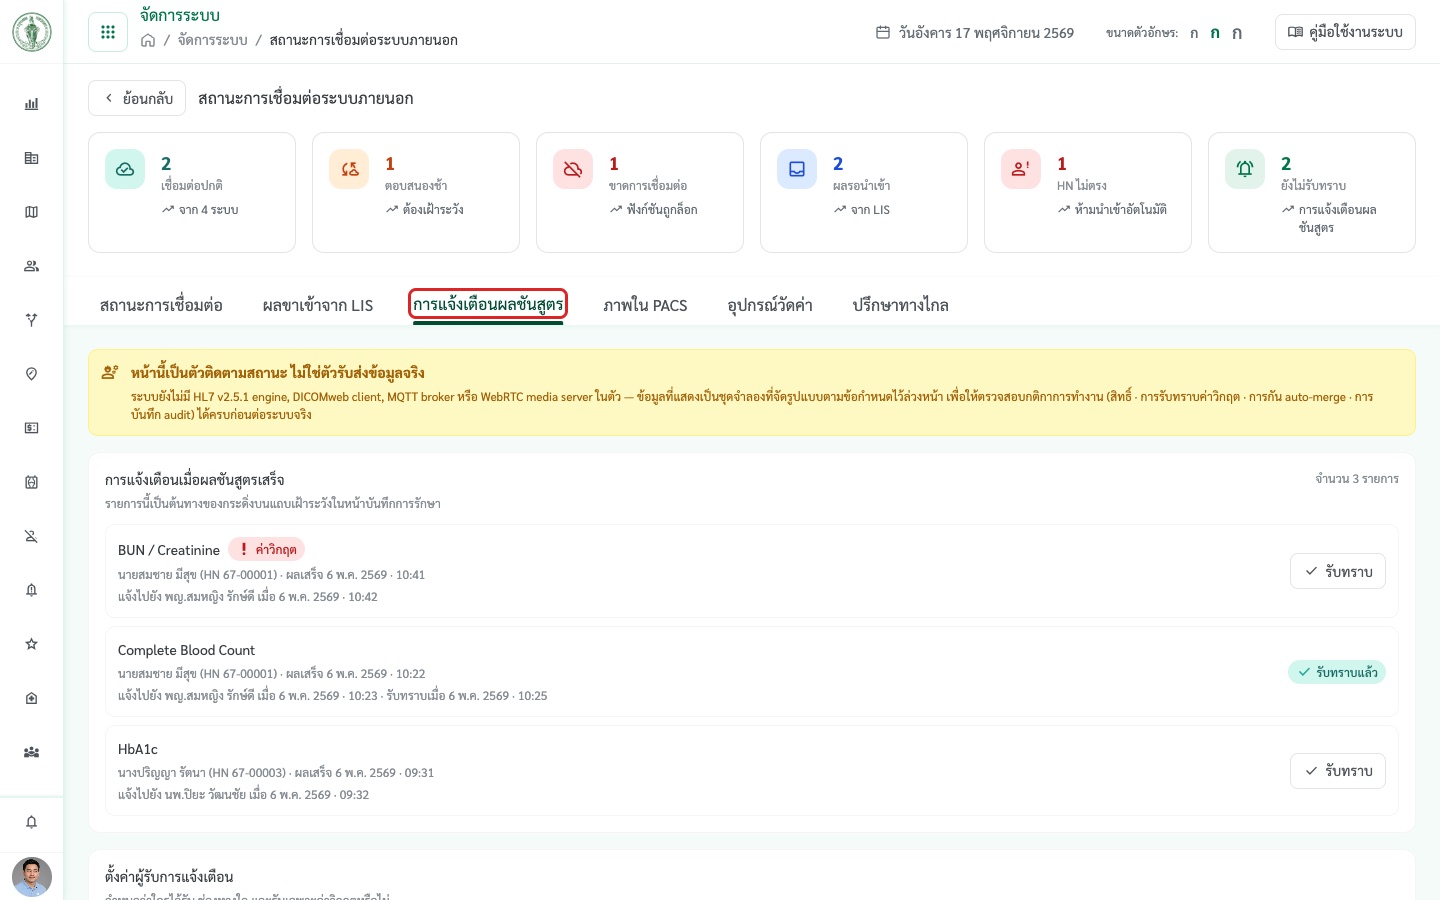 จัดการระบบ
/ จัดการระบบ / สถานะการเชื่อมต่อระบบภายนอก
วันอังคาร 17 พฤศจิกายน 2569
ขนาดตัวอักษร: ก ก ก
คู่มือใช้งานระบบ
ย้อนกลับ
สถานะการเชื่อมต่อระบบภายนอก
2
เชื่อมต่อปกติ
จาก 4 ระบบ
1
ตอบสนองช้า
ต้องเฝ้าระวัง
1
ขาดการเชื่อมต่อ
ฟังก์ชันถูกล็อก
2
ผลรอนำเข้า
จาก LIS
1
HN ไม่ตรง
ห้ามนำเข้าอัตโนมัติ
2
ยังไม่รับทราบ
การแจ้งเตือนผล
ชันสูตร
สถานะการเชื่อมต่อ
ผลขาเข้าจาก LIS
การแจ้งเตือนผลชันสูตร
ภาพใน PACS
อุปกรณ์วัดค่า
ปรึกษาทางไกล
หน้านี้เป็นตัวติดตามสถานะ ไม่ใช่ตัวรับส่งข้อมูลจริง
ระบบยังไม่มี HL7 v2.5.1 engine, DICOMweb client, MQTT broker หรือ WebRTC media server ในตัว — ข้อมูลที่แสดงเป็นชุดจำลองที่จัดรูปแบบตามข้อกำหนดไว้ล่วงหน้า เพื่อให้ตรวจสอบกติกาการทำงาน (สิทธิ์ · การรับทราบค่าวิกฤต · การกัน auto-merge · การ
บันทึก audit) ได้ครบก่อนต่อระบบจริง
การแจ้งเตือนเมื่อผลชันสูตรเสร็จ
จำนวน 3 รายการ
รายการนี้เป็นต้นทางของกระดิ่งบนแถบเฝ้าระวังในหน้าบันทึกการรักษา
BUN / Creatinine
ค่าวิกฤต
นายสมชาย มีสุข (HN 67-00001) · ผลเสร็จ 6 พ.ค. 2569 · 10:41
แจ้งไปยัง พญ.สมหญิง รักษ์ดี เมื่อ 6 พ.ค. 2569 · 10:42
รับทราบ
Complete Blood Count
นายสมชาย มีสุข (HN 67-00001) · ผลเสร็จ 6 พ.ค. 2569 · 10:22
แจ้งไปยัง พญ.สมหญิง รักษ์ดี เมื่อ 6 พ.ค. 2569 · 10:23 · รับทราบเมื่อ 6 พ.ค. 2569 · 10:25
รับทราบแล้ว
HbA1c
นางปริญญา รัตนา (HN 67-00003) · ผลเสร็จ 6 พ.ค. 2569 · 09:31
แจ้งไปยัง นพ.ปิยะ วัฒนชัย เมื่อ 6 พ.ค. 2569 · 09:32
รับทราบ
ตั้งค่าผู้รับการแจ้งเตือน